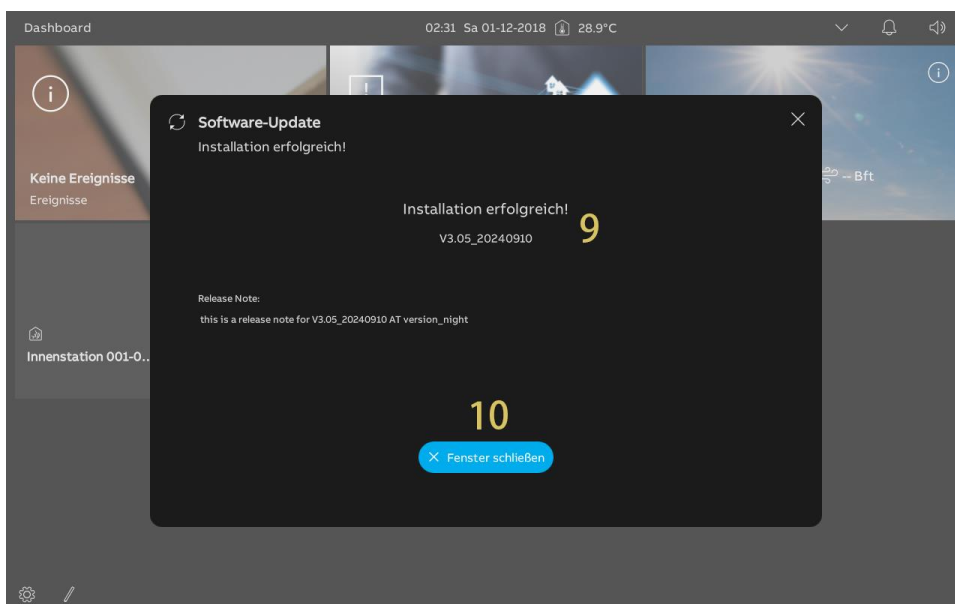 Dashboard
02:31 Sa 01-12-2018 28.9°C
Software-Update
Installation erfolgreich!
Keine Ereignisse
Ereignisse
-- Bft
Installation erfolgreich!
9
V3.05_20240910
Release Note:
this is a release note for V3.05_20240910 AT version_night
Innenstation 001-0..
10
Fenster schließen